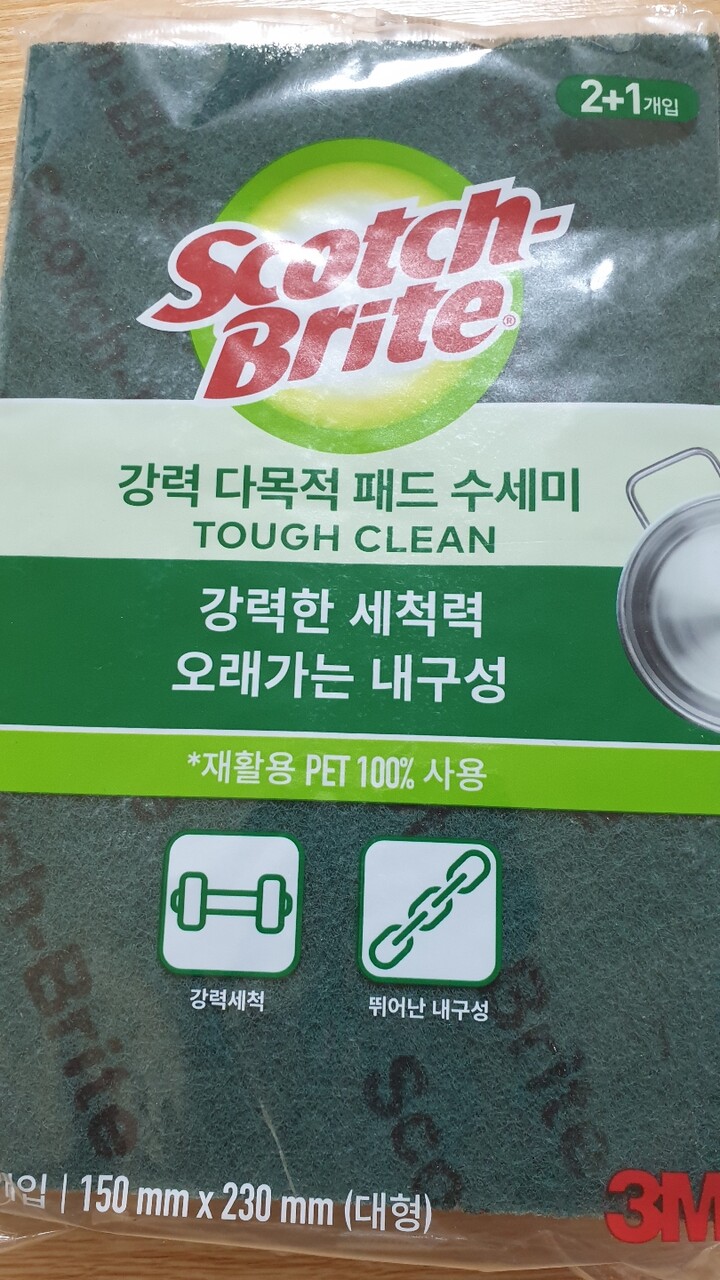 2+1개입
Scotch-
Brite®
강력 다목적 패드 수세미
TOUGH CLEAN
강력한 세척력
오래가는 내구성
*재활용 PET 100% 사용
강력세척
뛰어난 내구성
개입 | 150 mm x 230 mm (대형)
3M